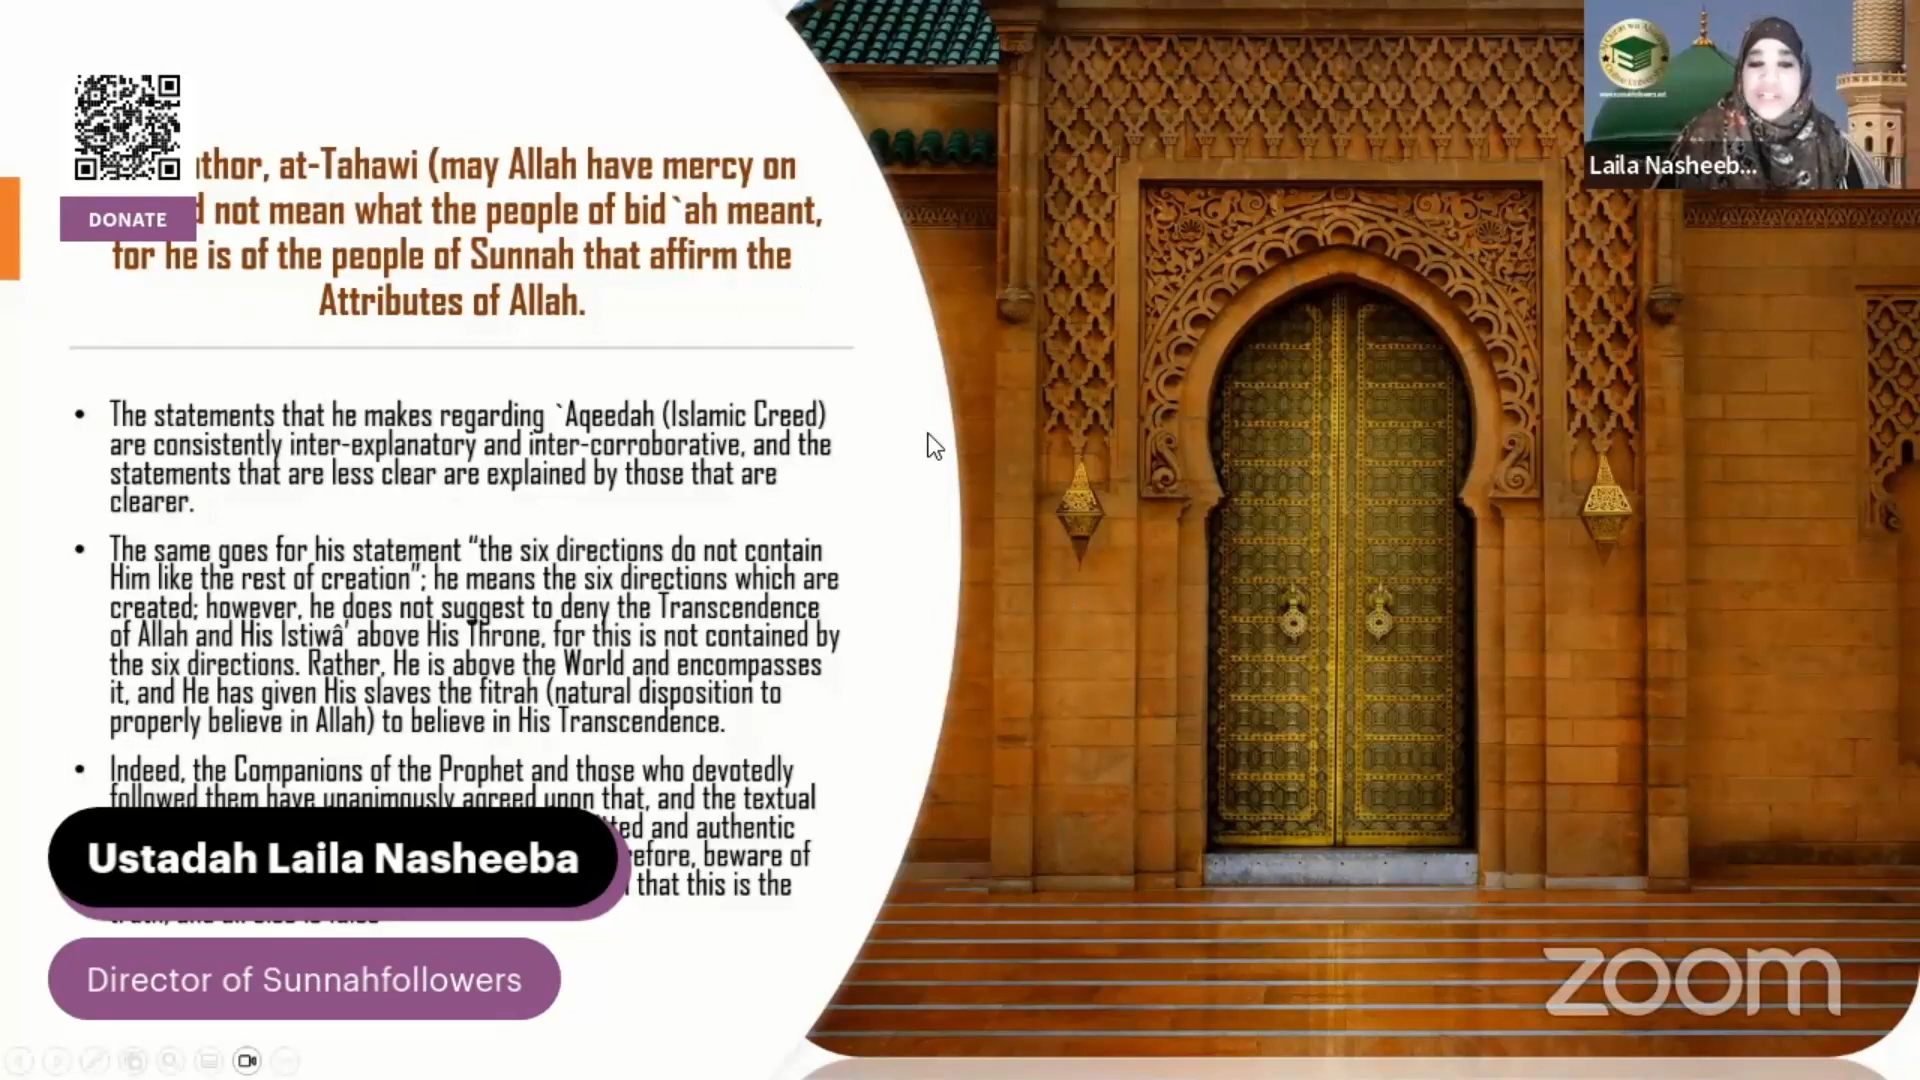 at-Tahawi (may Allah have mercy on
not mean what the people of bid`ah meant,
DONATE
for he is of the people of Sunnah that affirm the
Attributes of Allah.
• The statements that he makes regarding `Aqeedah (Islamic Creed)
are consistently inter-explanatory and inter-corroborative, and the
statements that are less clear are explained by those that are
clearer.
• The same goes for his statement “the six directions do not contain
Him like the rest of creation”; he means the six directions which are
created; however, he does not suggest to deny the Transcendence
of Allah and His Istiwâ’ above His Throne, for this is not contained by
the six directions. Rather, He is above the World and encompasses
it, and He has given His slaves the fitrah (natural disposition to
properly believe in Allah) to believe in His Transcendence.
• Indeed, the Companions of the Prophet and those who devotedly
followed them have unanimously agreed upon that, and the textual
and authentic
beware of
that this is the
Ustadah Laila Nasheeba
Director of Sunnahfollowers
Laila Nasheeb...
zoom